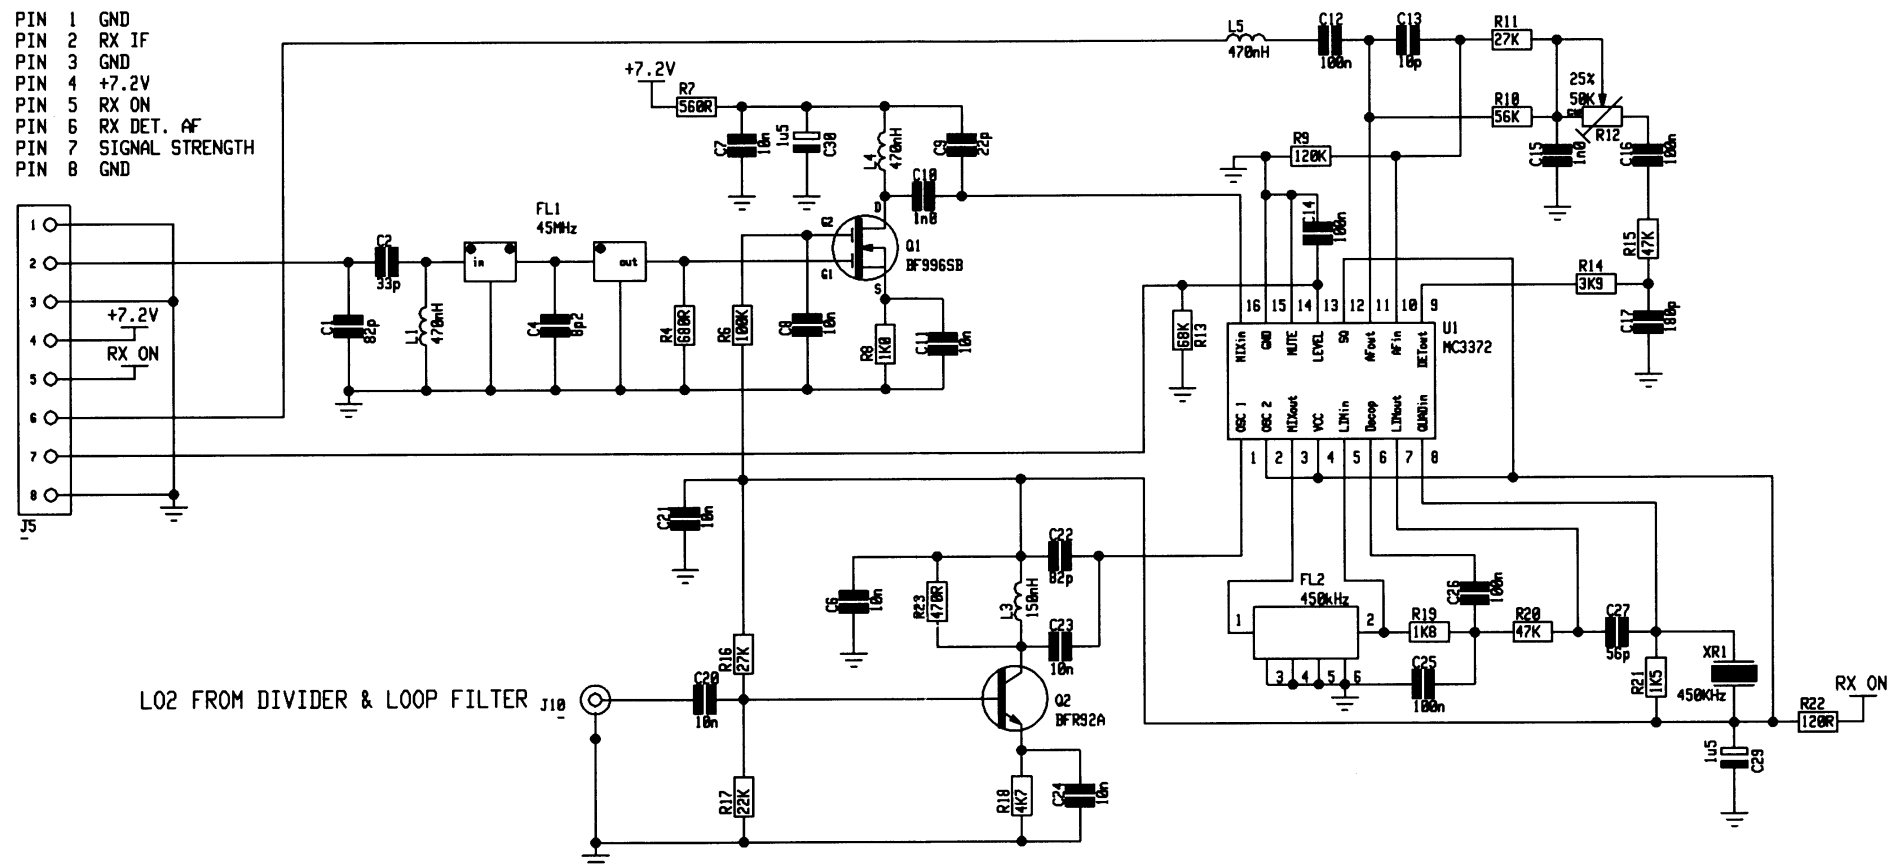 PIN 1 GND
PIN 2 RX IF
PIN 3 GND
PIN 4 +7.2V
PIN 5 RX ON
PIN 6 RX DET. AF
PIN 7 SIGNAL STRENGTH
PIN 8 GND
1
2
3
4
5
6
7
8
J5
+7.2V
RX ON
C1
82p
C2
33p
L1
470nH
FL1
45MHz
in
out
C4
8p2
R4
680R
R6
100K
C8
10n
+7.2V
R7
560R
C7
10n
1u5
C30
L4
470nH
C9
22p
C10
1n0
G2
G1
D
S
Q1
BF996SB
R8
1K0
C11
10n
L5
470nH
C12
100n
C13
10p
R11
27K
R10
56K
25%
50K
R12
R9
120K
C14
100n
C15
1n0
C16
100n
R15
47K
R14
3K9
C17
180p
R13
68K
16 15 14 13 12 11 10 9
MIXin
GND
MUTE
LEVEL
SQ
AFout
AFin
DETout
U1
MC3372
OSC 1
OSC 2
MIXout
VCC
LIMin
Decop
LIMout
QUADin
1 2 3 4 5 6 7 8
C21
10n
C6
10n
R23
470R
L3
150nH
C22
82p
C23
10n
FL2
450kHz
1
2
3 4 5 6
R19
1K8
C26
100n
R20
47K
C27
56p
C25
100n
R21
1K5
XR1
450KHz
RX ON
R22
120R
1u5
C29
R16
27K
C20
10n
LO2 FROM DIVIDER & LOOP FILTER
J10
Q2
BFR92A
R17
22K
R18
4K7
C24
10n